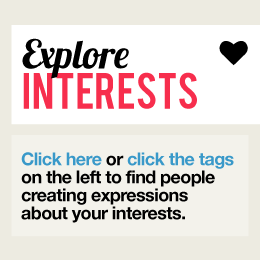 Explore
INTERESTS
Click here or click the tags
on the left to find people
creating expressions
about your interests.